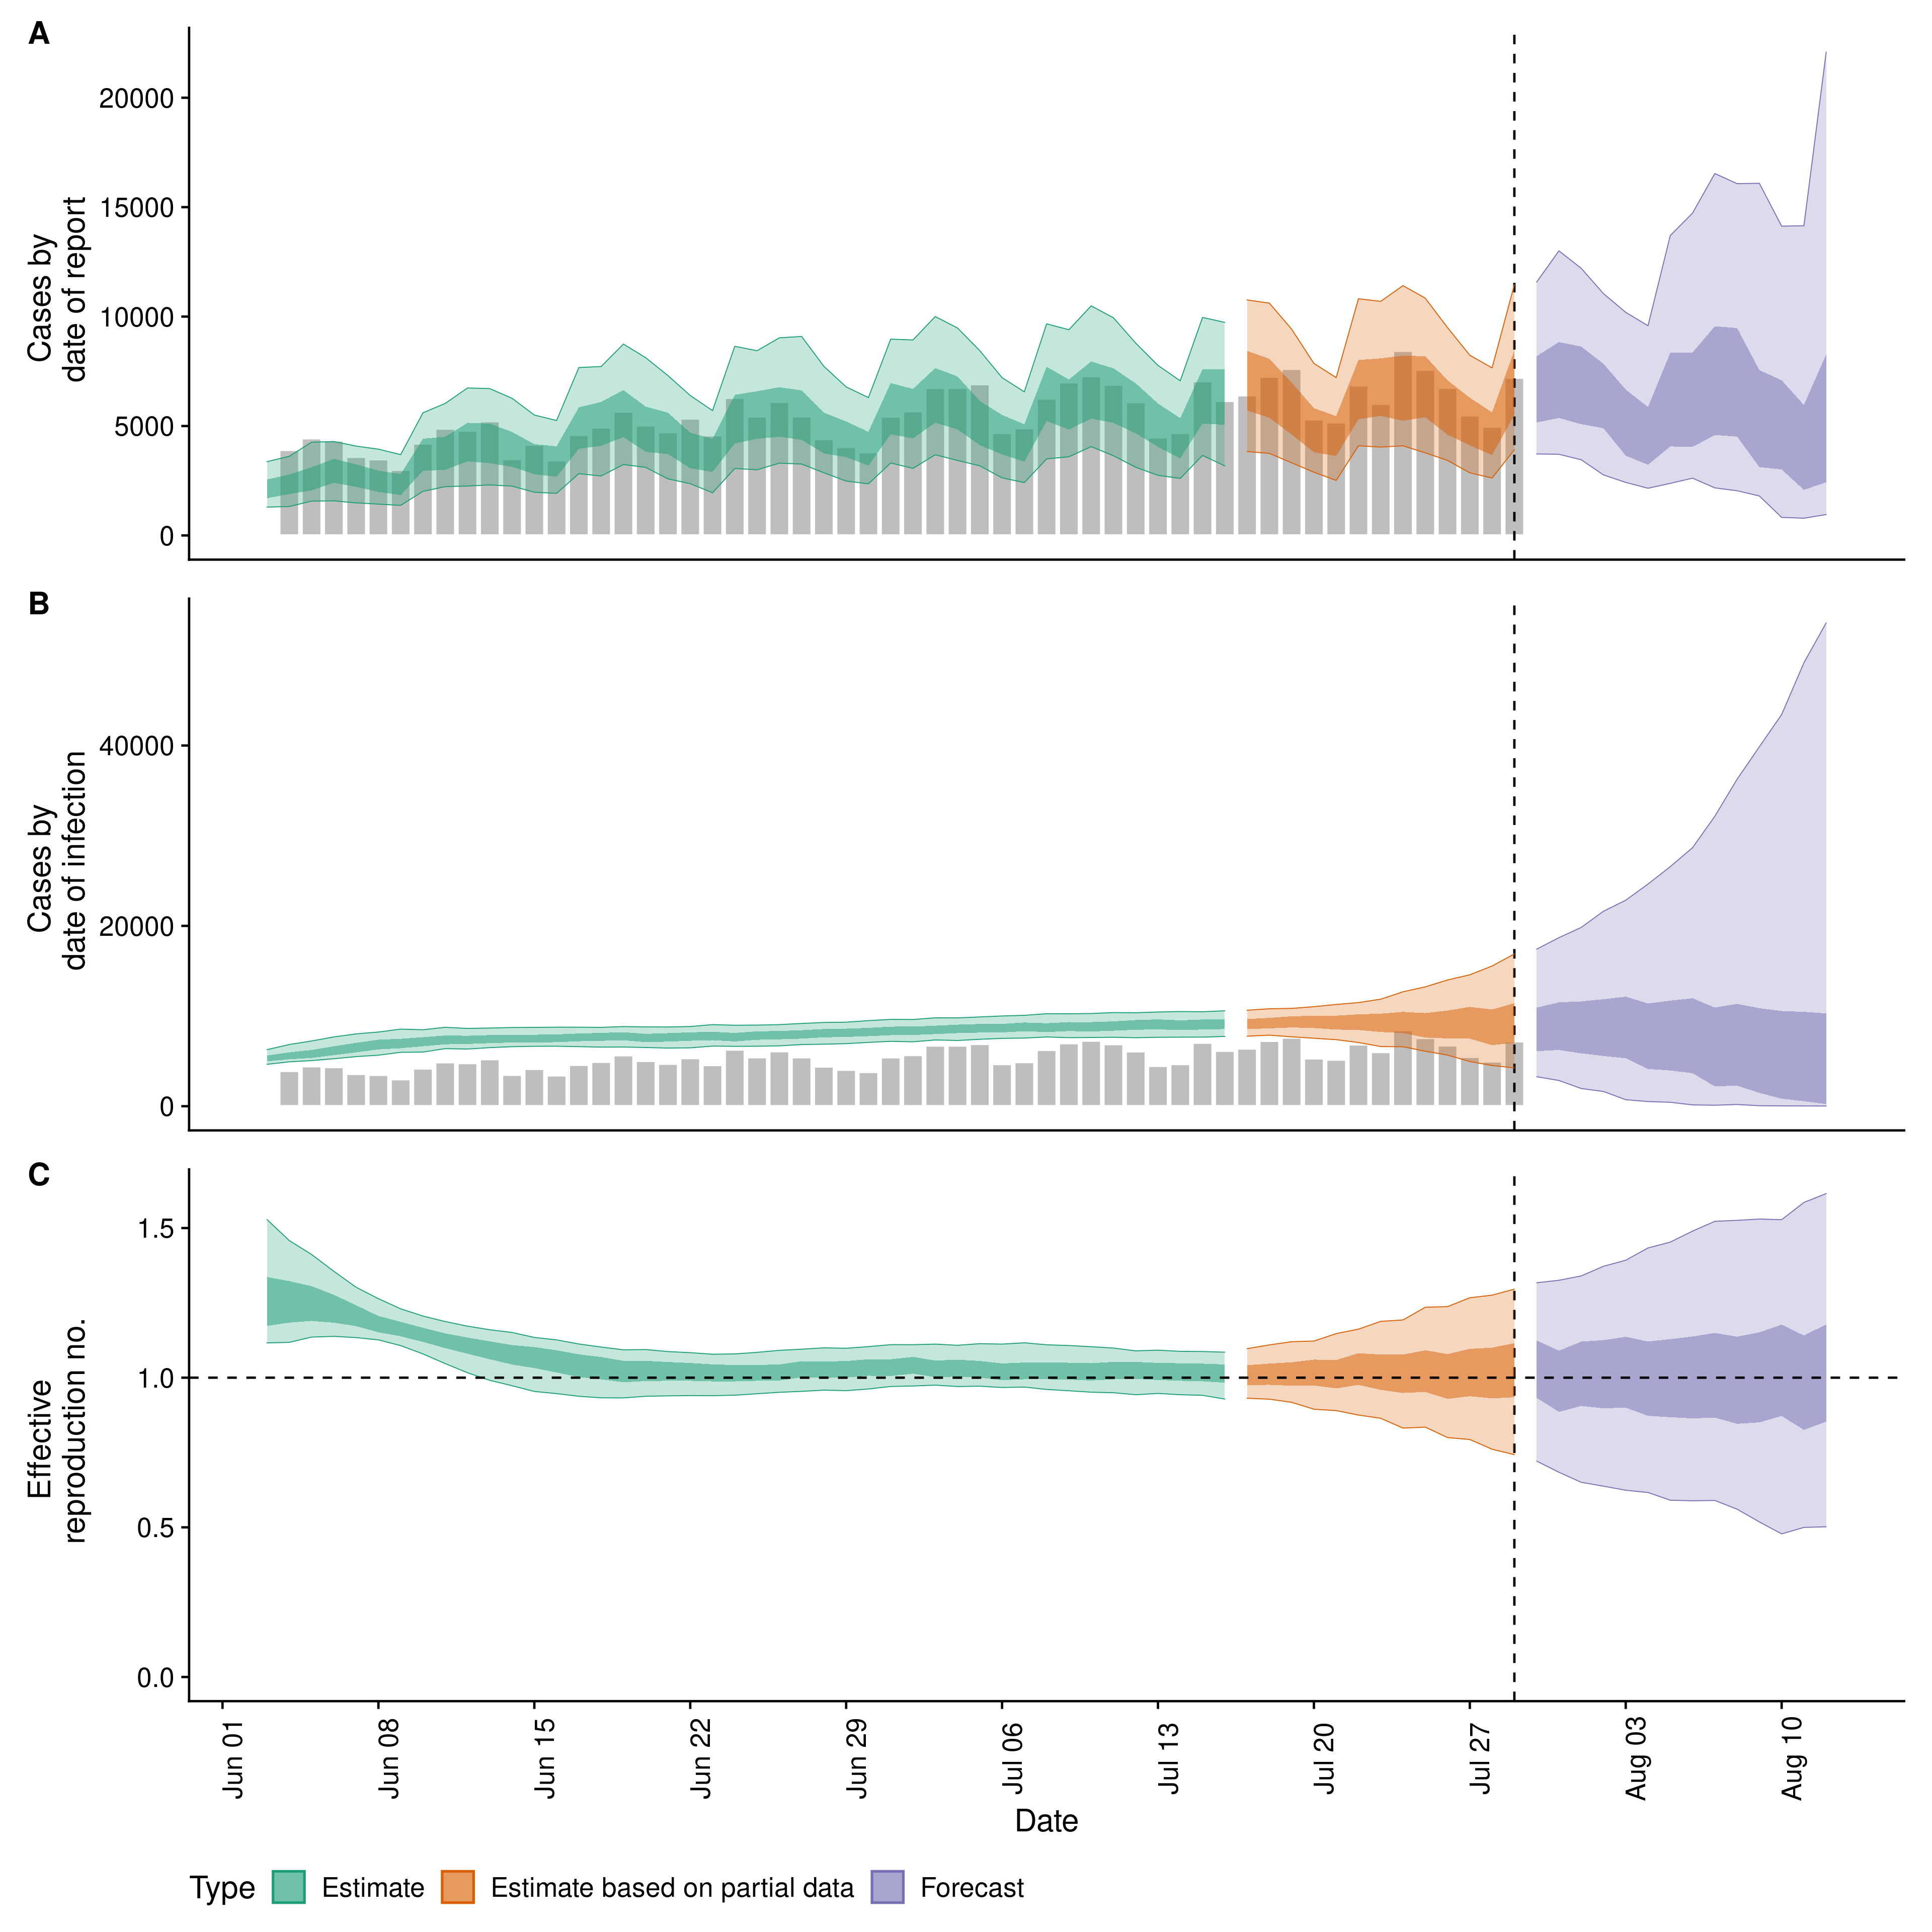 A
20000
15000
10000
5000
0
Cases by
date of report
B
40000
20000
0
Cases by
date of infection
C
1.5
1.0
0.5
0.0
Effective
reproduction no.
Jun 01
Jun 08
Jun 15
Jun 22
Jun 29
Jul 06
Jul 13
Jul 20
Jul 27
Aug 03
Aug 10
Date
Type Estimate Estimate based on partial data Forecast